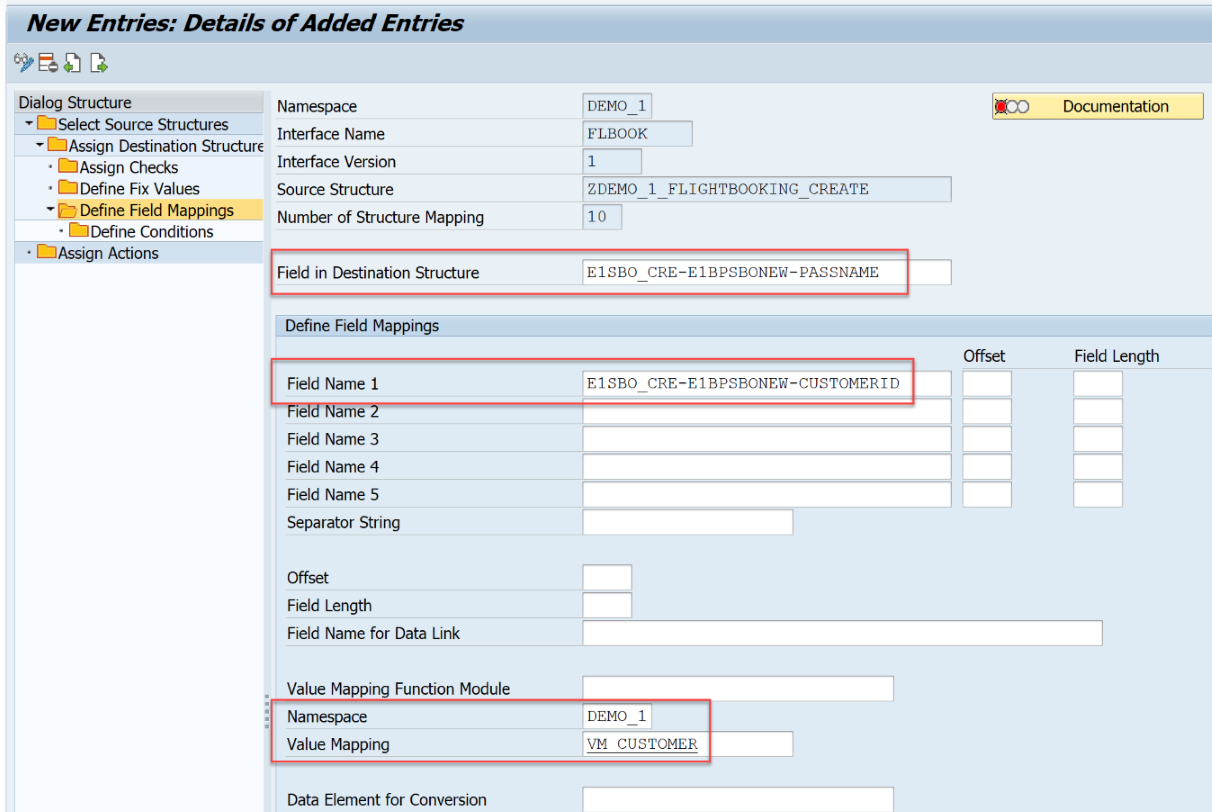 New Entries: Details of Added Entries
Dialog Structure
Select Source Structures
Assign Destination Structure
Assign Checks
Define Fix Values
Define Field Mappings
Define Conditions
Assign Actions
Namespace DEMO_1
Documentation
Interface Name FLBOOK
Interface Version 1
Source Structure ZDEMO_1_FLIGHTBOOKING_CREATE
Number of Structure Mapping 10
Field in Destination Structure E1SBO_CRE-E1BPSBONEW-PASSNAME
Define Field Mappings
Offset Field Length
Field Name 1 E1SBO_CRE-E1BPSBONEW-CUSTOMERID
Field Name 2
Field Name 3
Field Name 4
Field Name 5
Separator String
Offset
Field Length
Field Name for Data Link
Value Mapping Function Module
Namespace DEMO_1
Value Mapping VM_CUSTOMER
Data Element for Conversion